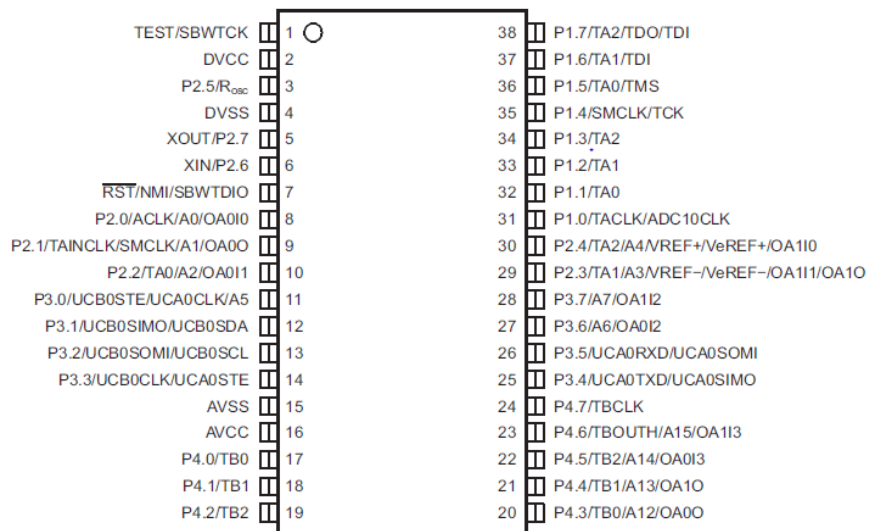 TEST/SBWTCK 1 38 P1.7/TA2/TDO/TDI
DVCC 2 37 P1.6/TA1/TDI
P2.5/Rosc 3 36 P1.5/TA0/TMS
DVSS 4 35 P1.4/SMCLK/TCK
XOUT/P2.7 5 34 P1.3/TA2
XIN/P2.6 6 33 P1.2/TA1
RST/NMI/SBWTDIO 7 32 P1.1/TA0
P2.0/ACLK/A0/OA0I0 8 31 P1.0/TACLK/ADC10CLK
P2.1/TAINCLK/SMCLK/A1/OA0O 9 30 P2.4/TA2/A4/VREF+/VeREF+/OA1I0
P2.2/TA0/A2/OA0I1 10 29 P2.3/TA1/A3/VREF−/VeREF−/OA1I1/OA1O
P3.0/UCB0STE/UCA0CLK/A5 11 28 P3.7/A7/OA1I2
P3.1/UCB0SIMO/UCB0SDA 12 27 P3.6/A6/OA0I2
P3.2/UCB0SOMI/UCB0SCL 13 26 P3.5/UCA0RXD/UCA0SOMI
P3.3/UCB0CLK/UCA0STE 14 25 P3.4/UCA0TXD/UCA0SIMO
AVSS 15 24 P4.7/TBCLK
AVCC 16 23 P4.6/TBOUTH/A15/OA1I3
P4.0/TB0 17 22 P4.5/TB2/A14/OA0I3
P4.1/TB1 18 21 P4.4/TB1/A13/OA1O
P4.2/TB2 19 20 P4.3/TB0/A12/OA0O